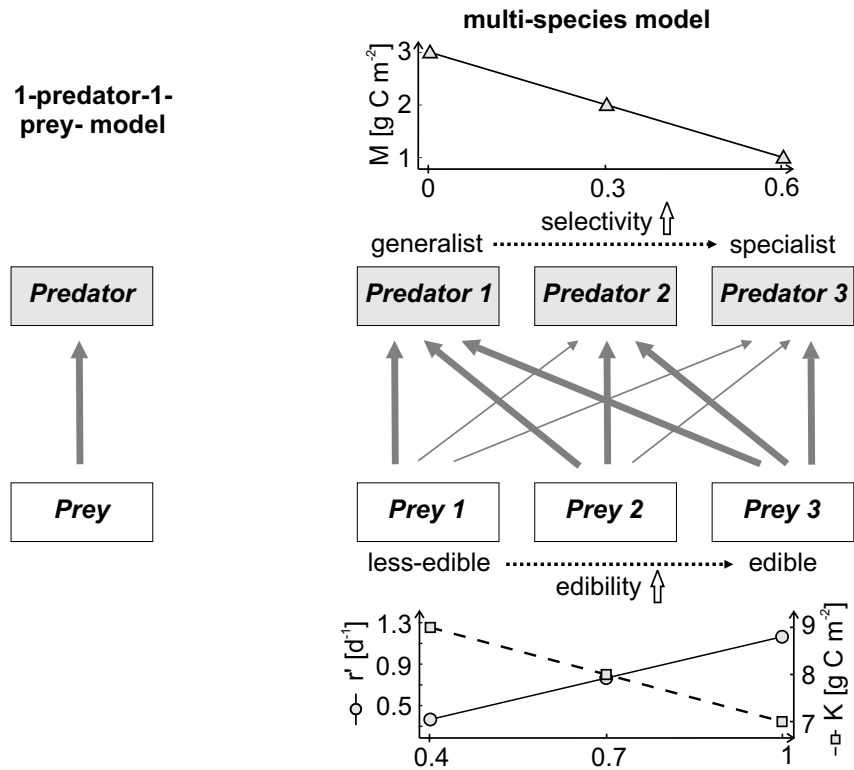 multi-species model
1-predator-1-
prey- model
M [g C m-2]
3
2
1
0 0.3 0.6
selectivity
generalist specialist
Predator Predator 1 Predator 2 Predator 3
Prey Prey 1 Prey 2 Prey 3
less-edible edible
edibility
r' [d-1]
1.3
0.9
0.5
9
8
7
K [g C m-2]
0.4 0.7 1